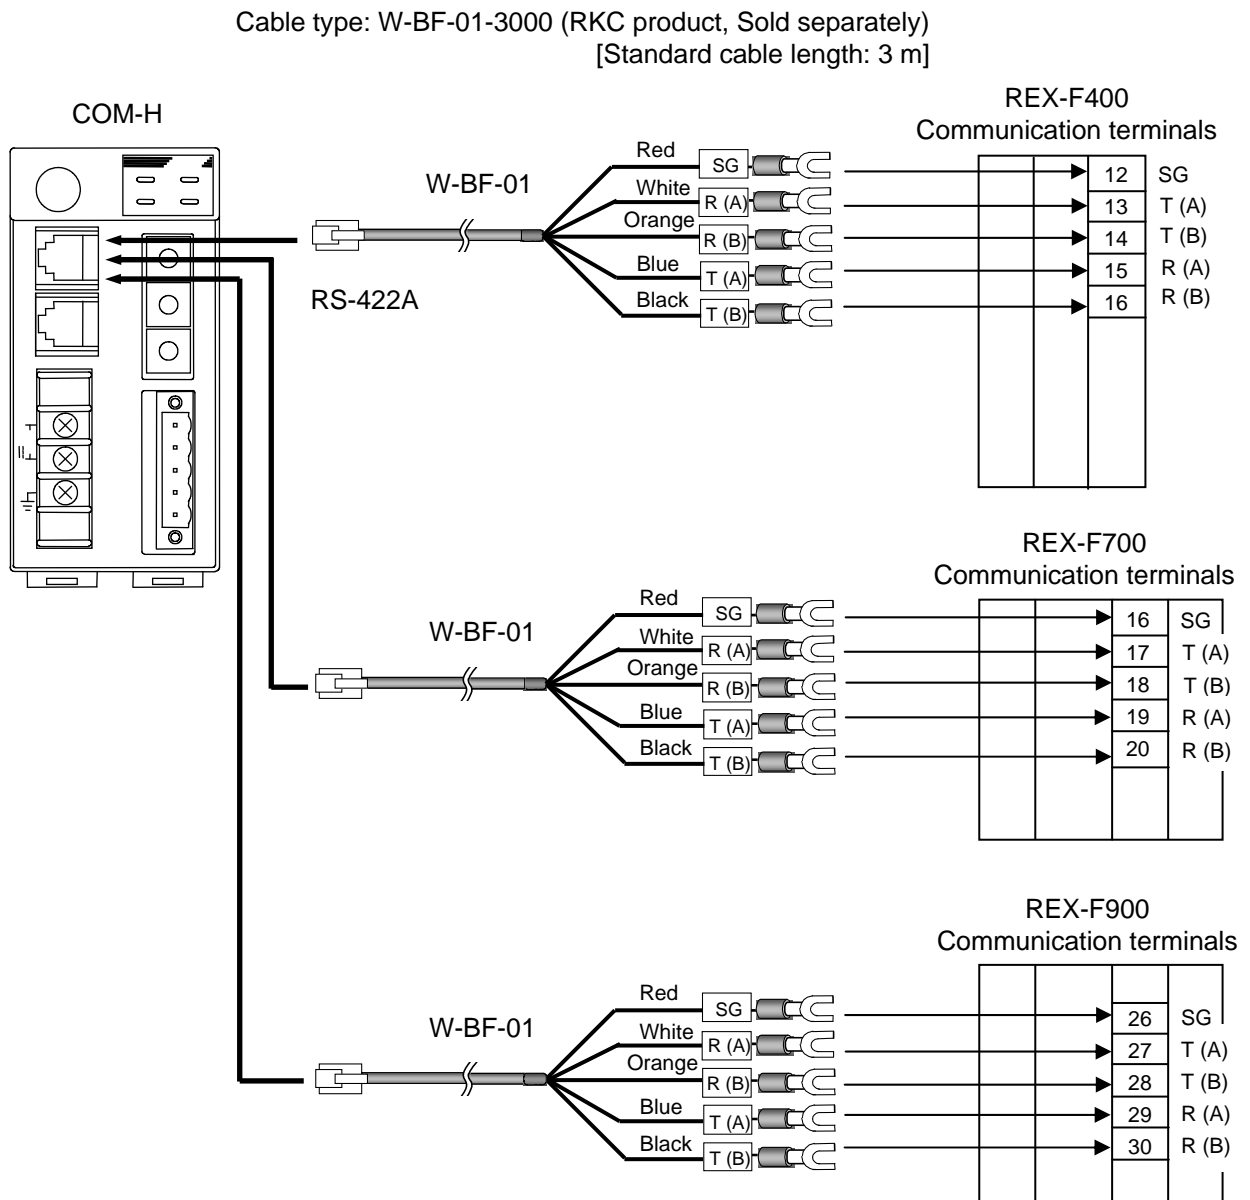 Cable type: W-BF-01-3000 (RKC product, Sold separately)
[Standard cable length: 3 m]
COM-H
REX-F400
Communication terminals
W-BF-01
RS-422A
Red
SG
12
SG
White
R (A)
13
T (A)
Orange
R (B)
14
T (B)
Blue
T (A)
15
R (A)
Black
T (B)
16
R (B)
REX-F700
Communication terminals
W-BF-01
Red
SG
16
SG
White
R (A)
17
T (A)
Orange
R (B)
18
T (B)
Blue
T (A)
19
R (A)
Black
T (B)
20
R (B)
REX-F900
Communication terminals
W-BF-01
Red
SG
26
SG
White
R (A)
27
T (A)
Orange
R (B)
28
T (B)
Blue
T (A)
29
R (A)
Black
T (B)
30
R (B)